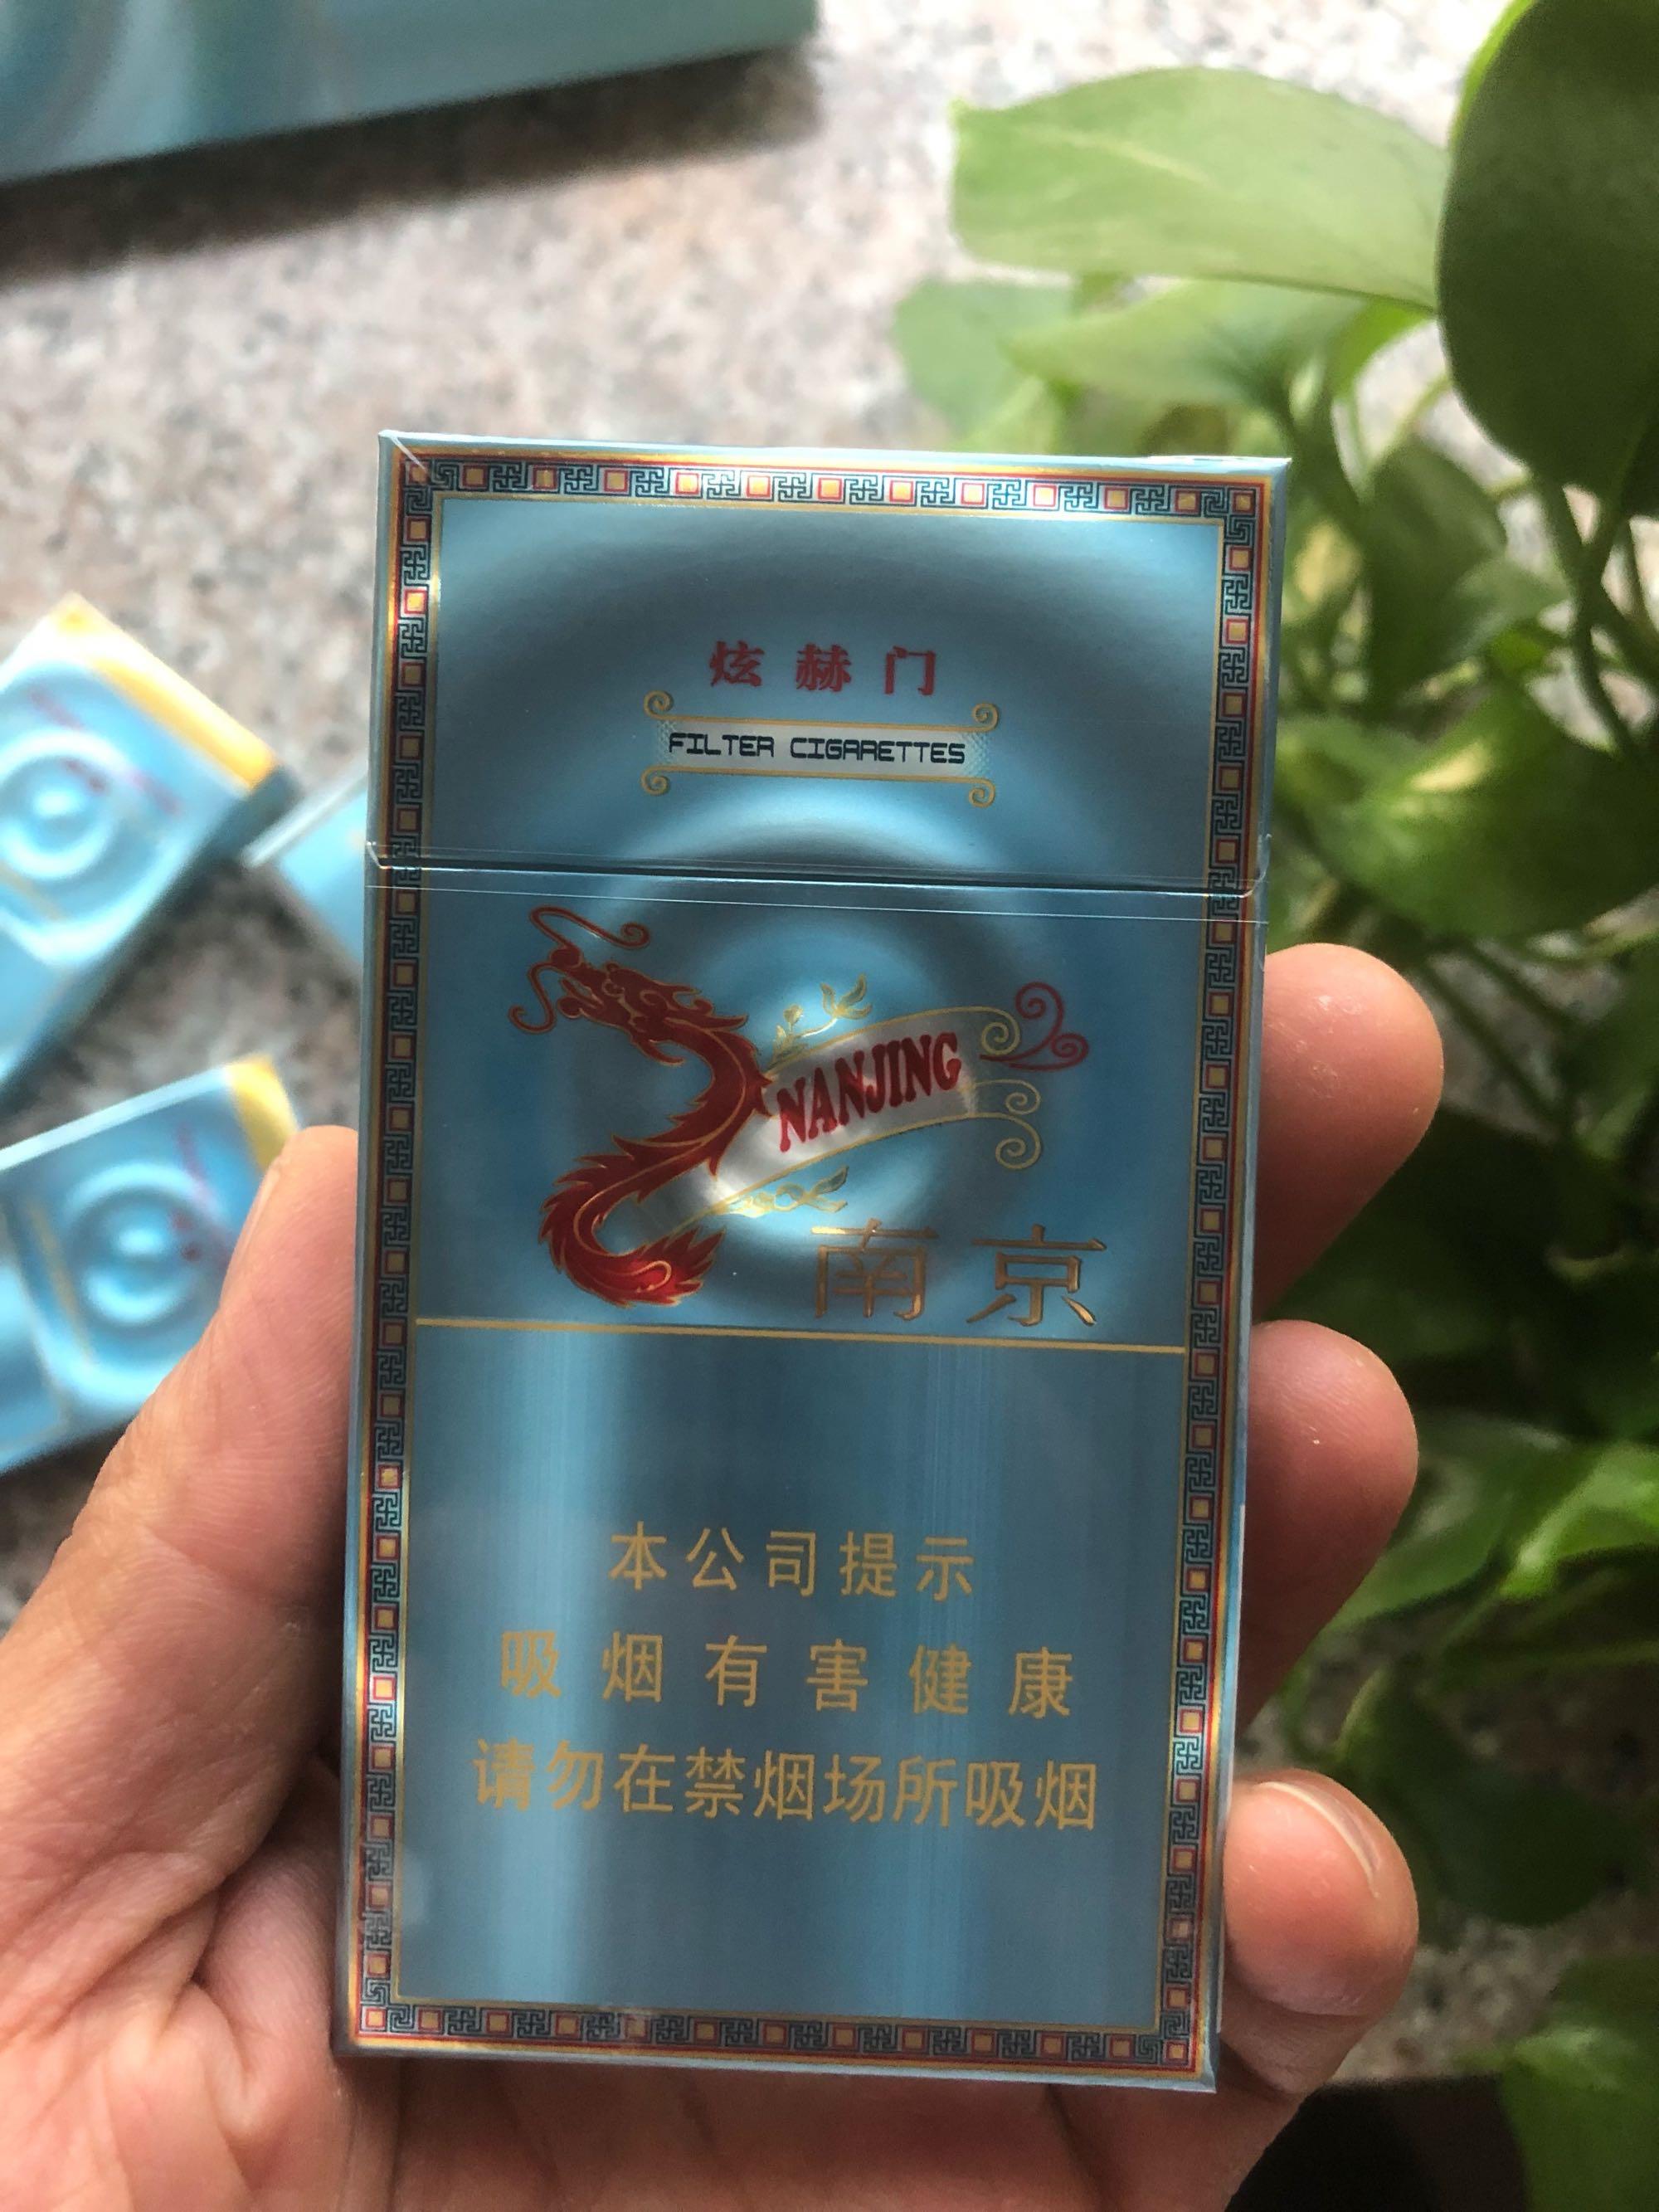 炫赫门
FILTER CIGARETTES
NANJING
南京
本公司提示
吸烟有害健康
请勿在禁烟场所吸烟